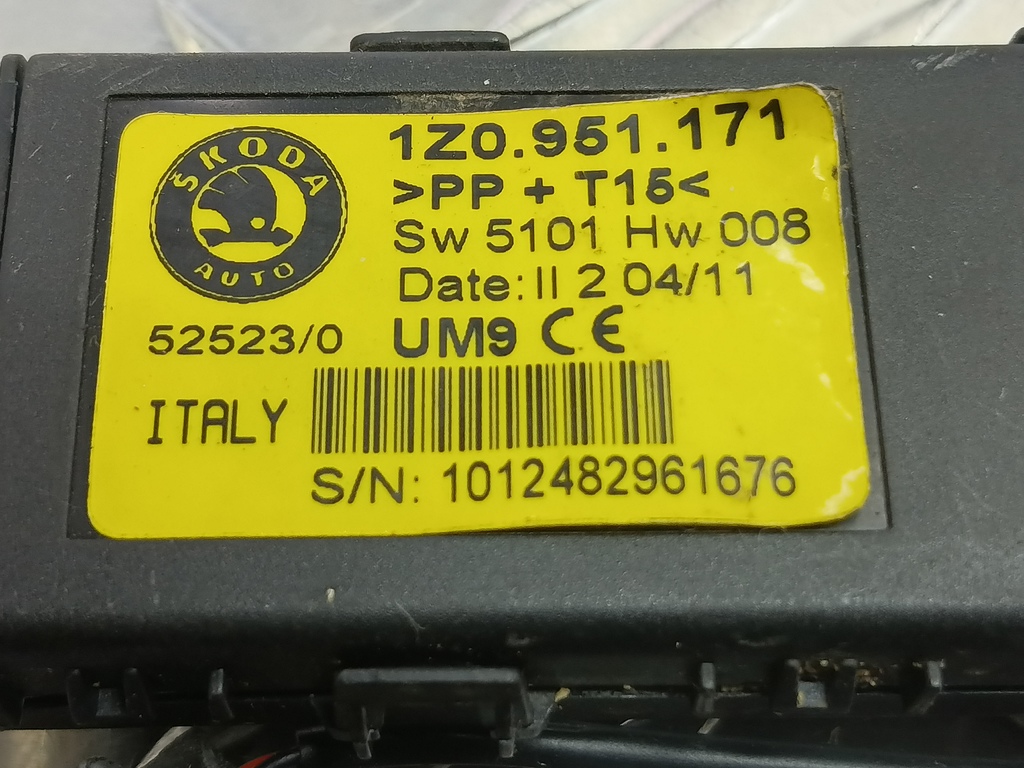 ŠKODA
AUTO
1Z0.951.171
>PP + T15<
Sw 5101 Hw 008
Date: II 2 04/11
52523/0 UM9 CE
ITALY
S/N: 1012482961676